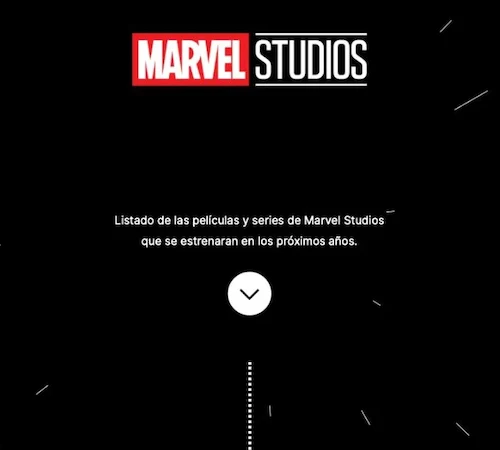 MARVEL STUDIOS
Listado de las películas y series de Marvel Studios
que se estrenaran en los próximos años.